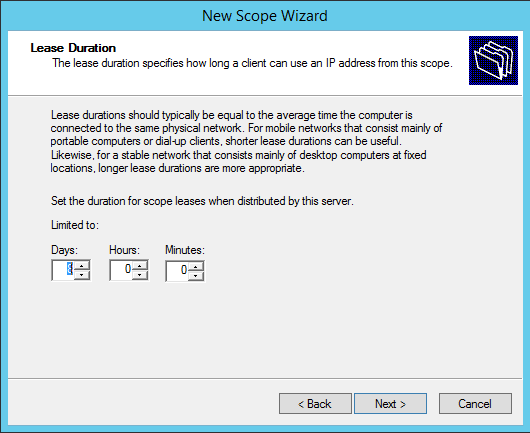 New Scope Wizard
Lease Duration
The lease duration specifies how long a client can use an IP address from this scope.
Lease durations should typically be equal to the average time the computer is
connected to the same physical network. For mobile networks that consist mainly of
portable computers or dial-up clients, shorter lease durations can be useful.
Likewise, for a stable network that consists mainly of desktop computers at fixed
locations, longer lease durations are more appropriate.
Set the duration for scope leases when distributed by this server.
Limited to:
Days: Hours: Minutes:
0 0
< Back Next > Cancel